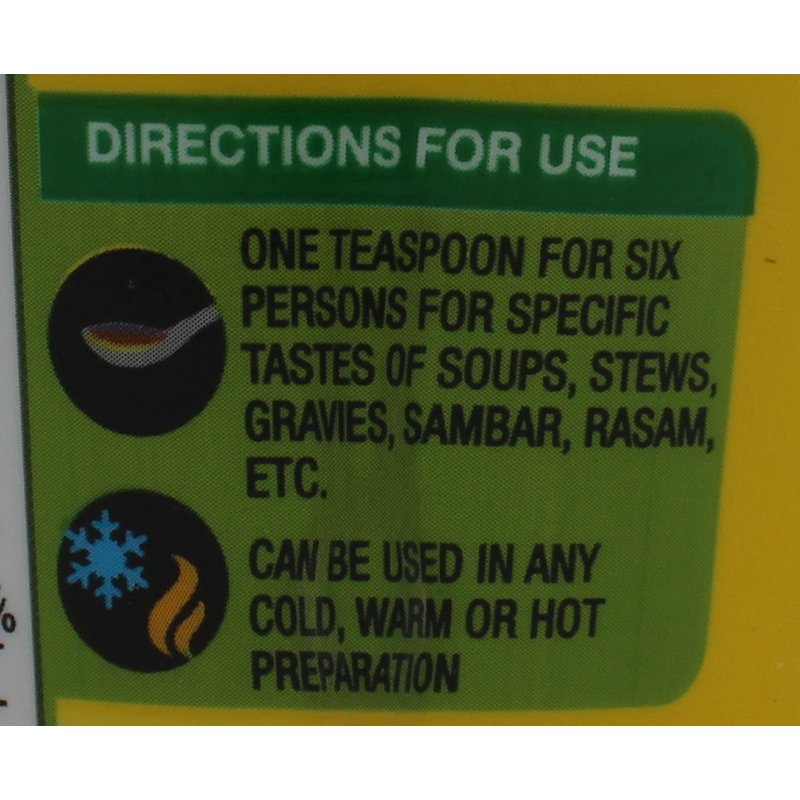 DIRECTIONS FOR USE
ONE TEASPOON FOR SIX
PERSONS FOR SPECIFIC
TASTES OF SOUPS, STEWS,
GRAVIES, SAMBAR, RASAM,
ETC.
CAN BE USED IN ANY
COLD, WARM OR HOT
PREPARATION
%